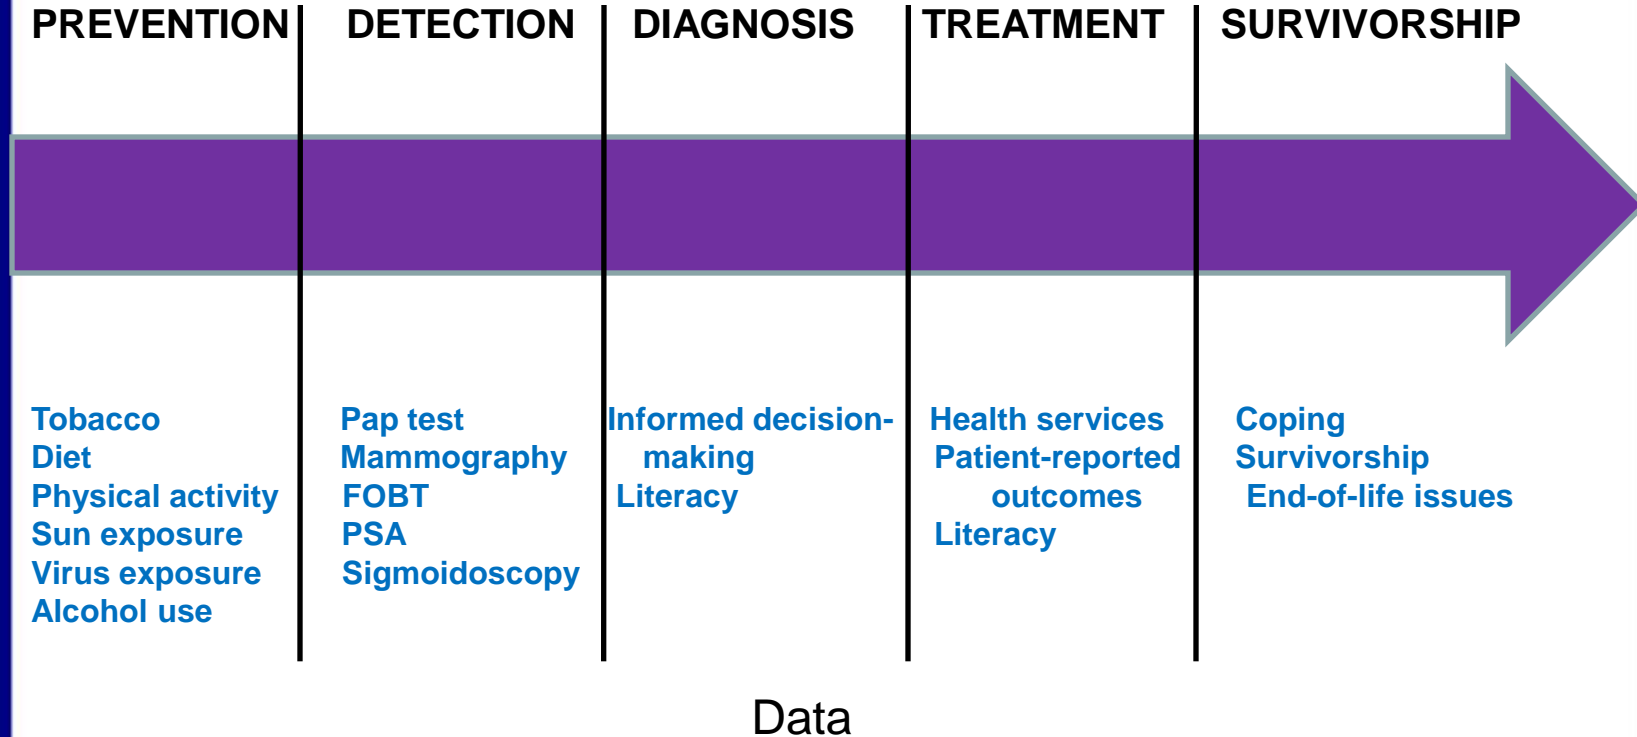 PREVENTION
DETECTION
DIAGNOSIS
TREATMENT
SURVIVORSHIP
Tobacco
Diet
Physical activity
Sun exposure
Virus exposure
Alcohol use
Pap test
Mammography
FOBT
PSA
Sigmoidoscopy
Informed decision-
making
Literacy
Health services
Patient-reported
outcomes
Literacy
Coping
Survivorship
End-of-life issues
Data